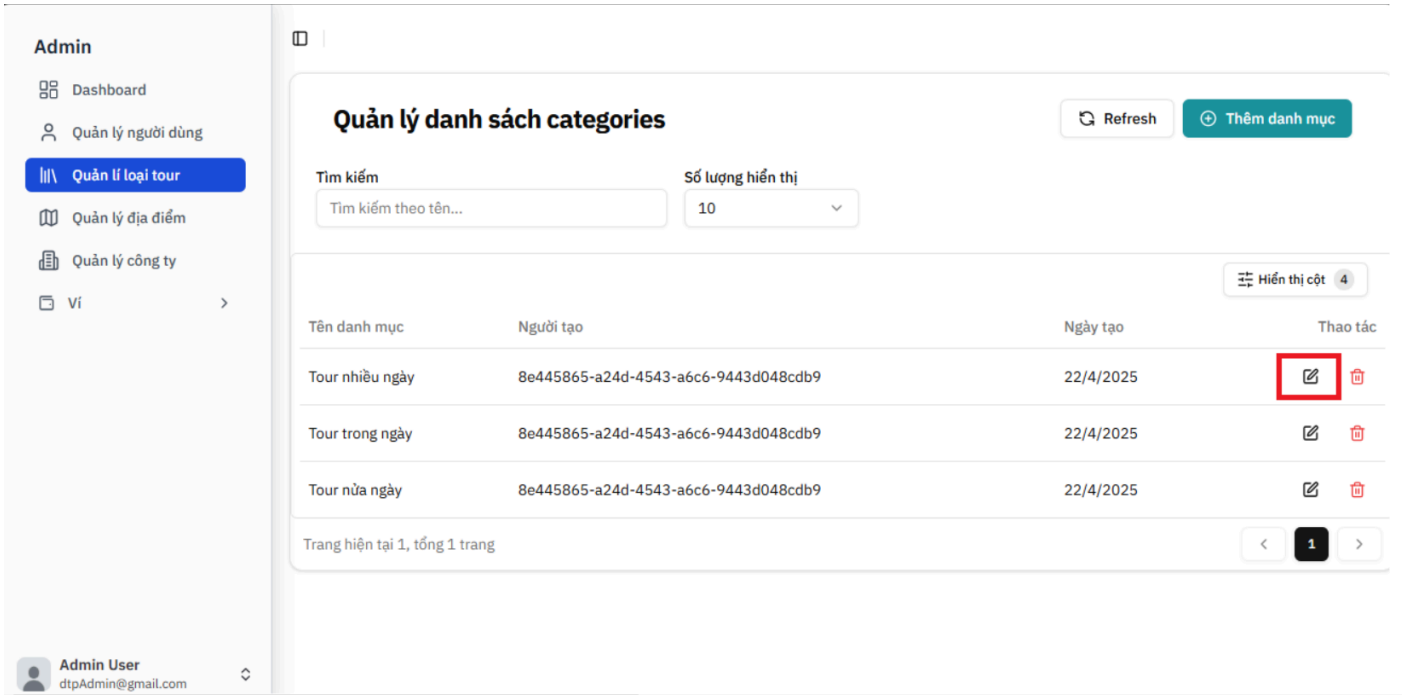 Admin
Dashboard
Quản lý người dùng
Quản lí loại tour
Quản lý địa điểm
Quản lý công ty
Ví
Admin User
dtpAdmin@gmail.com
Quản lý danh sách categories
Refresh
Thêm danh mục
Tìm kiếm
Số lượng hiển thị
Tìm kiếm theo tên...
10
Hiển thị cột 4
Tên danh mục Người tạo Ngày tạo Thao tác
Tour nhiều ngày 8e445865-a24d-4543-a6c6-9443d048cdb9 22/4/2025
Tour trong ngày 8e445865-a24d-4543-a6c6-9443d048cdb9 22/4/2025
Tour nửa ngày 8e445865-a24d-4543-a6c6-9443d048cdb9 22/4/2025
Trang hiện tại 1, tổng 1 trang
1